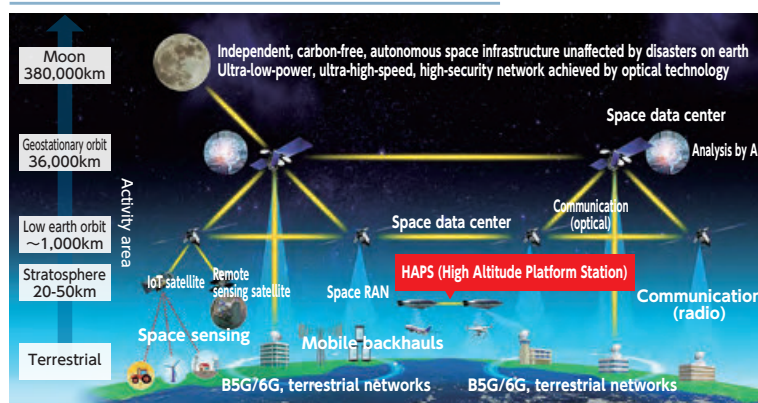 Moon
380,000km
Independent, carbon-free, autonomous space infrastructure unaffected by disasters on earth
Ultra-low-power, ultra-high-speed, high-security network achieved by optical technology
Space data center
Geostationary orbit
36,000km
Analysis by A
Activity area
Low earth orbit
~1,000km
Space data center
Communication
(optical)
Stratosphere
20-50km
IoT satellite
Remote
sensing satellite
Space RAN
HAPS (High Altitude Platform Station)
Communication
(radio)
Space sensing
Mobile backhauls
Terrestrial
B5G/6G, terrestrial networks
B5G/6G, terrestrial networks